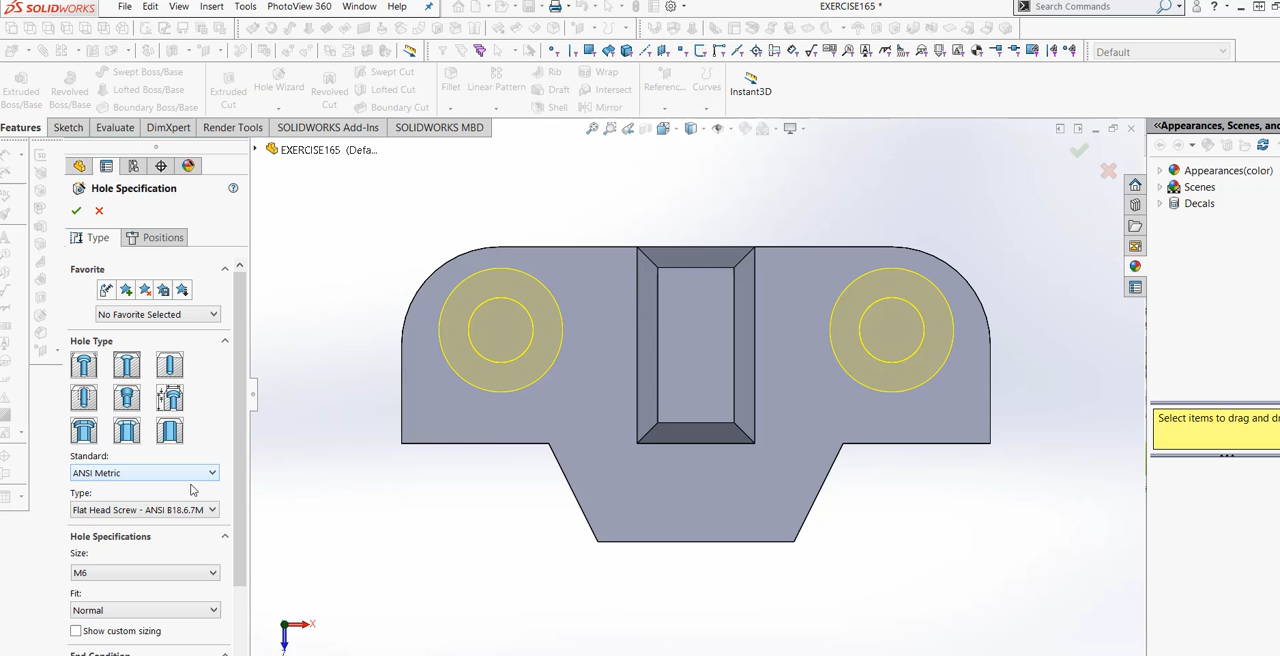 SOLIDWORKS File Edit View Insert Tools PhotoView 360 Window Help EXERCISE165 * Search Commands
Default
Extruded Boss/Base
Revolved Boss/Base
Swept Boss/Base
Lofted Boss/Base
Boundary Boss/Base
Extruded Cut
Hole Wizard
Revolved Cut
Swept Cut
Lofted Cut
Boundary Cut
Fillet
Linear Pattern
Rib
Draft
Shell
Wrap
Intersect
Mirror
Referenc...
Curves
Instant3D
Features Sketch Evaluate DimXpert Render Tools SOLIDWORKS Add-Ins SOLIDWORKS MBD
EXERCISE165 (Defa...
Hole Specification
Type Positions
Favorite
No Favorite Selected
Hole Type
Standard:
ANSI Metric
Type:
Flat Head Screw - ANSI B18.6.7M
Hole Specifications
Size:
M6
Fit:
Normal
Show custom sizing
End Condition
X
<<Appearances, Scenes, an
Appearances(color)
Scenes
Decals
Select items to drag and dr